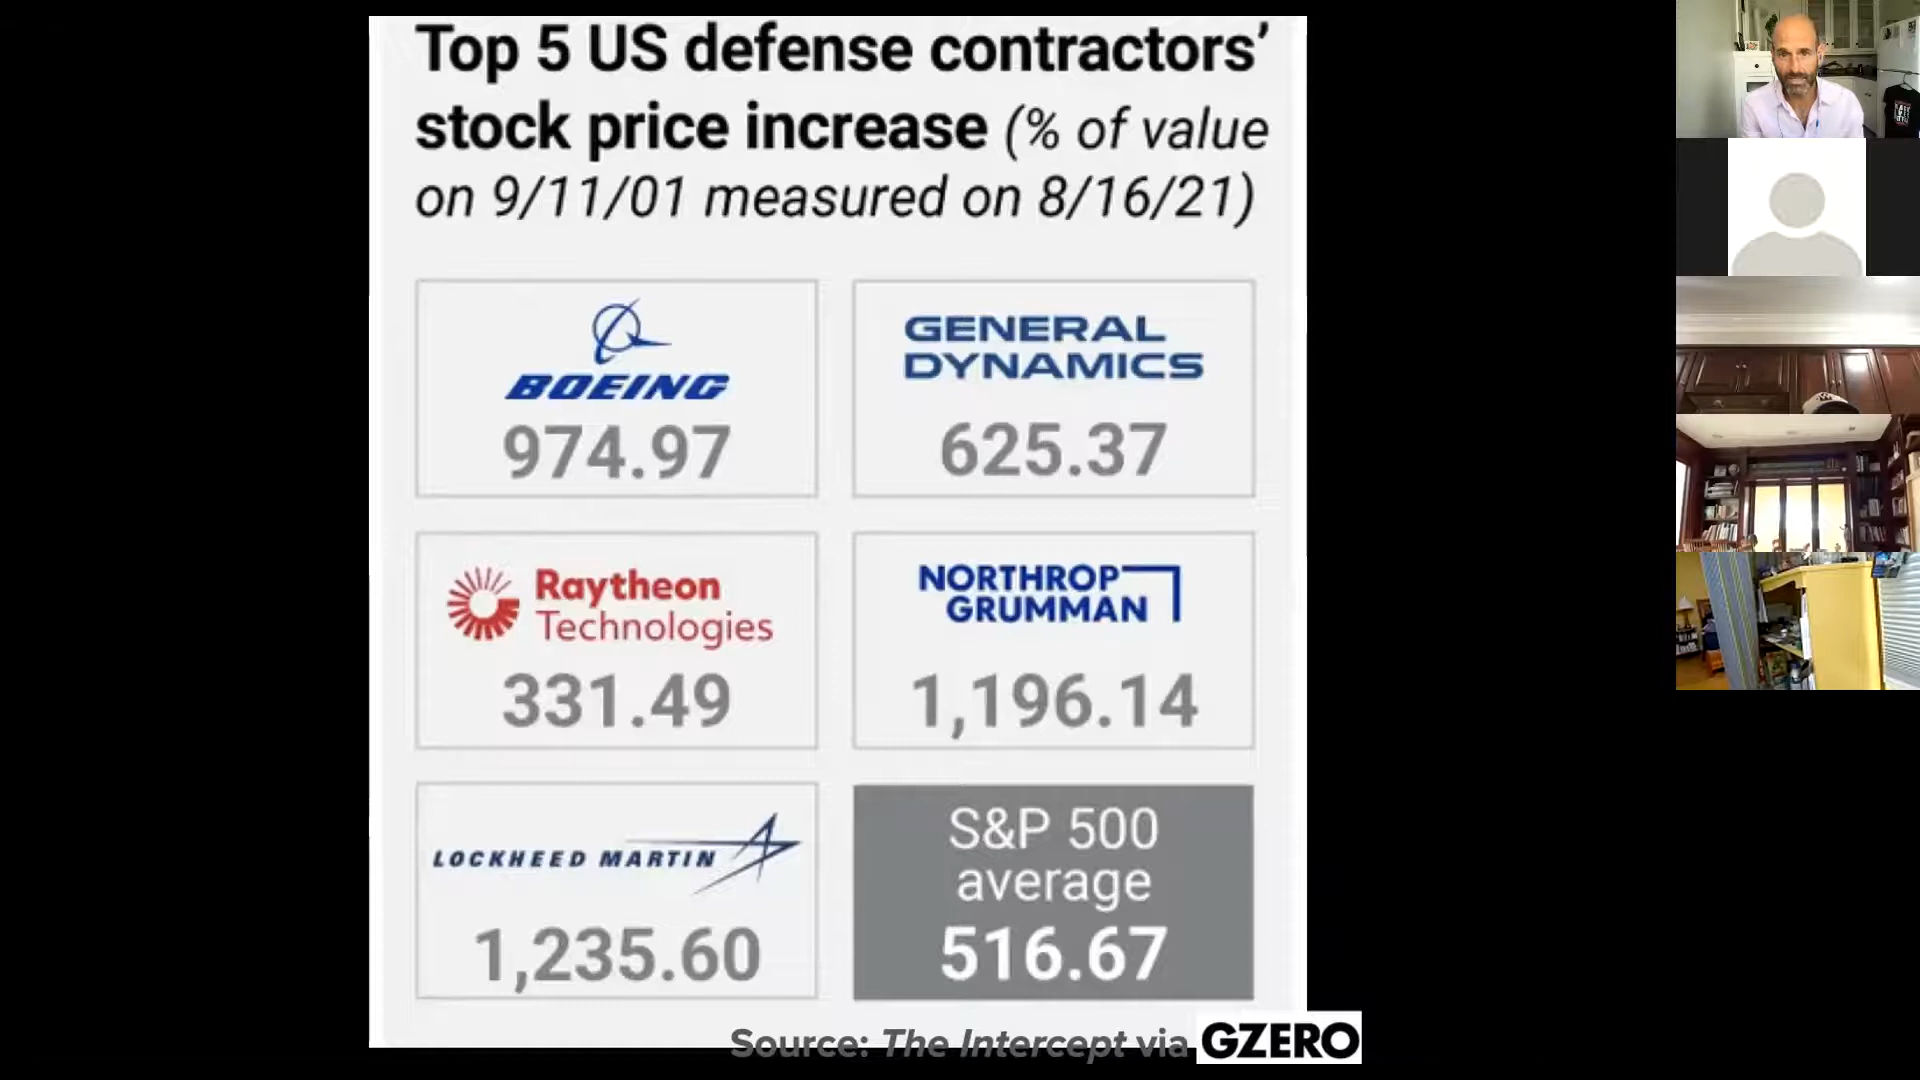 Top 5 US defense contractors’
stock price increase (% of value
on 9/11/01 measured on 8/16/21)
BOEING
974.97
GENERAL
DYNAMICS
625.37
Raytheon
Technologies
331.49
NORTHROP
GRUMMAN
1,196.14
LOCKHEED MARTIN
1,235.60
S&P 500
average
516.67
Source: The Intercept via GZERO